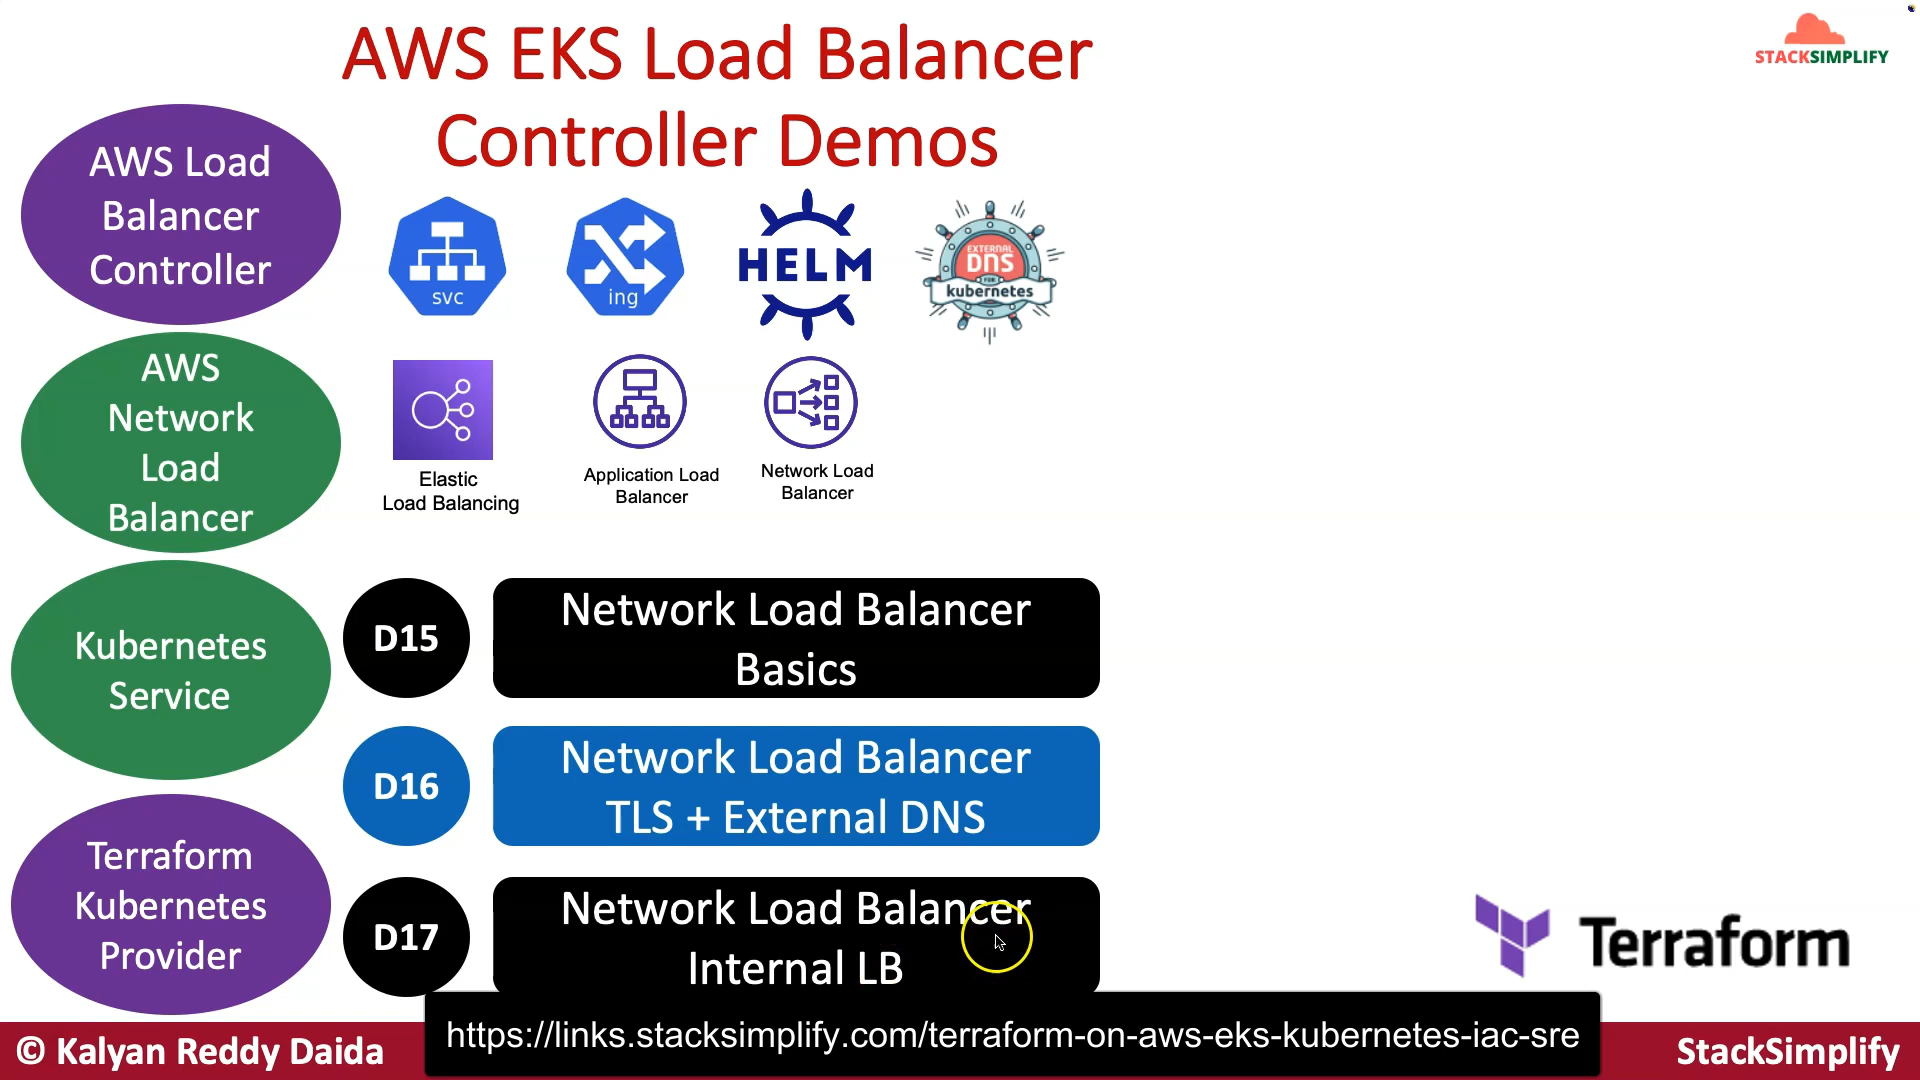 AWS EKS Load Balancer
Controller Demos
STACKSIMPLIFY
AWS Load
Balancer
Controller
svc
ing
HELM
EXTERNAL
DNS
FOR
kubernetes
AWS
Network
Load
Balancer
Elastic
Load Balancing
Application Load
Balancer
Network Load
Balancer
Kubernetes
Service
D15
Network Load Balancer
Basics
D16
Network Load Balancer
TLS + External DNS
Terraform
Kubernetes
Provider
D17
Network Load Balancer
Internal LB
Terraform
© Kalyan Reddy Daida
https://links.stacksimplify.com/terraform-on-aws-eks-kubernetes-iac-sre
StackSimplify